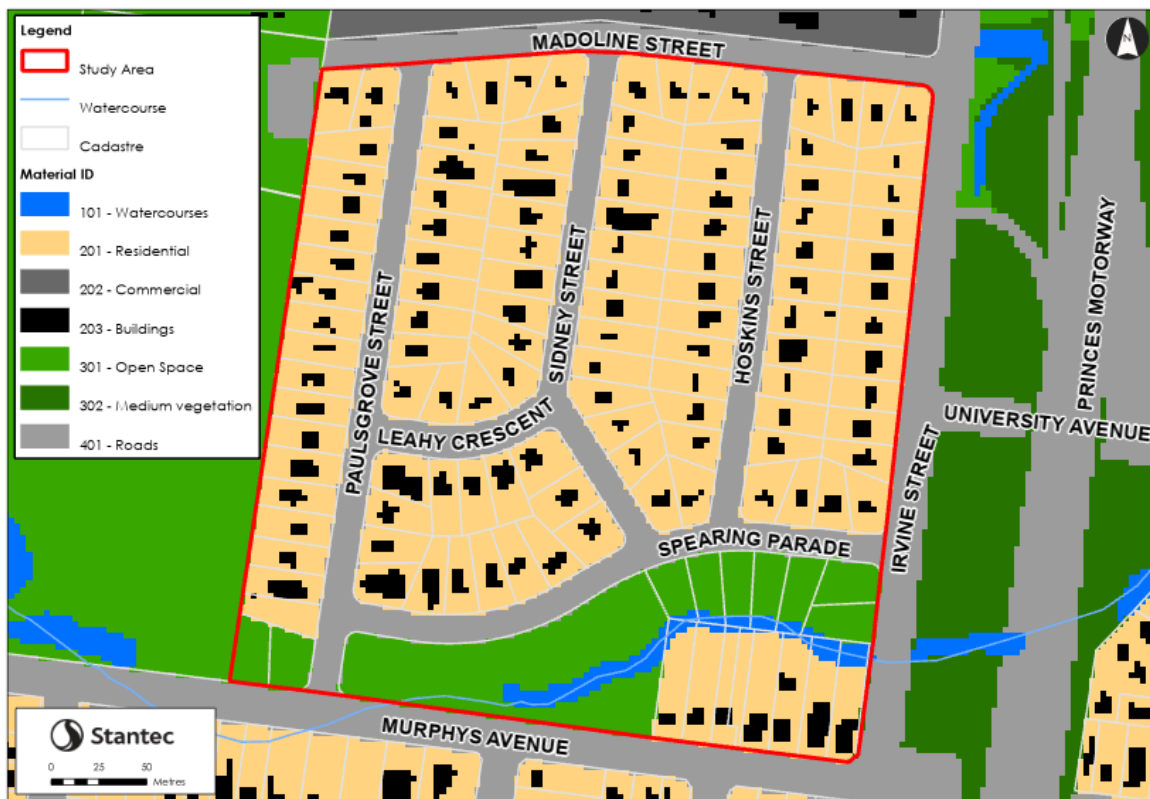 Legend
Study Area
Watercourse
Cadastre
Material ID
101 - Watercourses
201 - Residential
202 - Commercial
203 - Buildings
301 - Open Space
302 - Medium vegetation
401 - Roads
MADOLINE STREET
N
PAULSGROVE STREET
SIDNEY STREET
HOSKINS STREET
PRINCES MOTORWAY
LEAHY CRESCENT
UNIVERSITY AVENUE
IRVINE STREET
SPEARING PARADE
MURPHYS AVENUE
Stantec
0 25 50
Metres